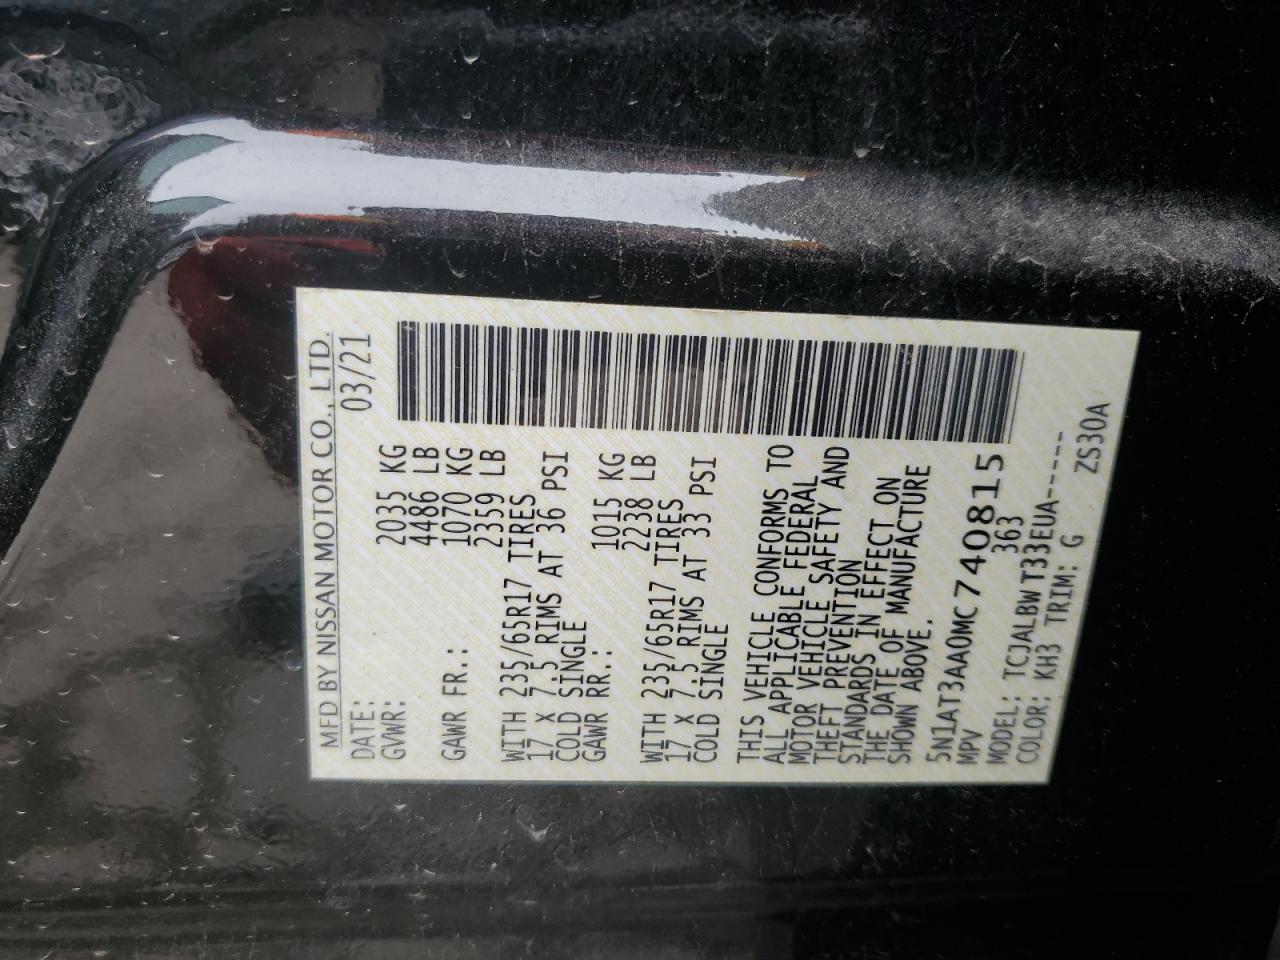 MFD BY NISSAN MOTOR CO., LTD.
DATE: 03/21
GVWR: 2035 KG
4486 LB
GAWR FR.: 1070 KG
2359 LB
WITH 235/65R17 TIRES
17 X 7.5 RIMS AT 36 PSI
COLD SINGLE
GAWR RR.: 1015 KG
2238 LB
WITH 235/65R17 TIRES
17 X 7.5 RIMS AT 33 PSI
COLD SINGLE
THIS VEHICLE CONFORMS TO
ALL APPLICABLE FEDERAL
MOTOR VEHICLE SAFETY AND
THEFT PREVENTION
STANDARDS IN EFFECT ON
THE DATE OF MANUFACTURE
SHOWN ABOVE.
5N1AT3AA0MC740815
MPV 363
MODEL: TCJALBWT33EUA-----
COLOR: KH3 TRIM: G ZS30A